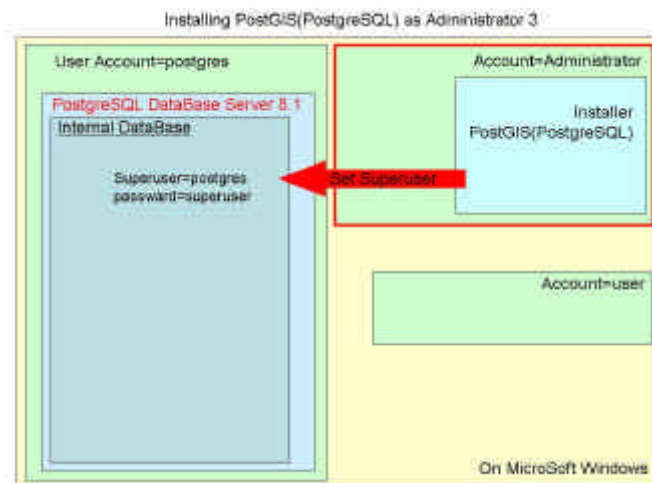 Installing PostGIS(PostgreSQL) as Administrator 3
User Account=postgres
PostgreSQL DataBase Server 8.1
Internal DataBase
Superuser=postgres
passward=superuser
Account=Administrator
Installer
PostGIS(PostgreSQL)
Set Superuser
Account=user
On MicroSoft Windows